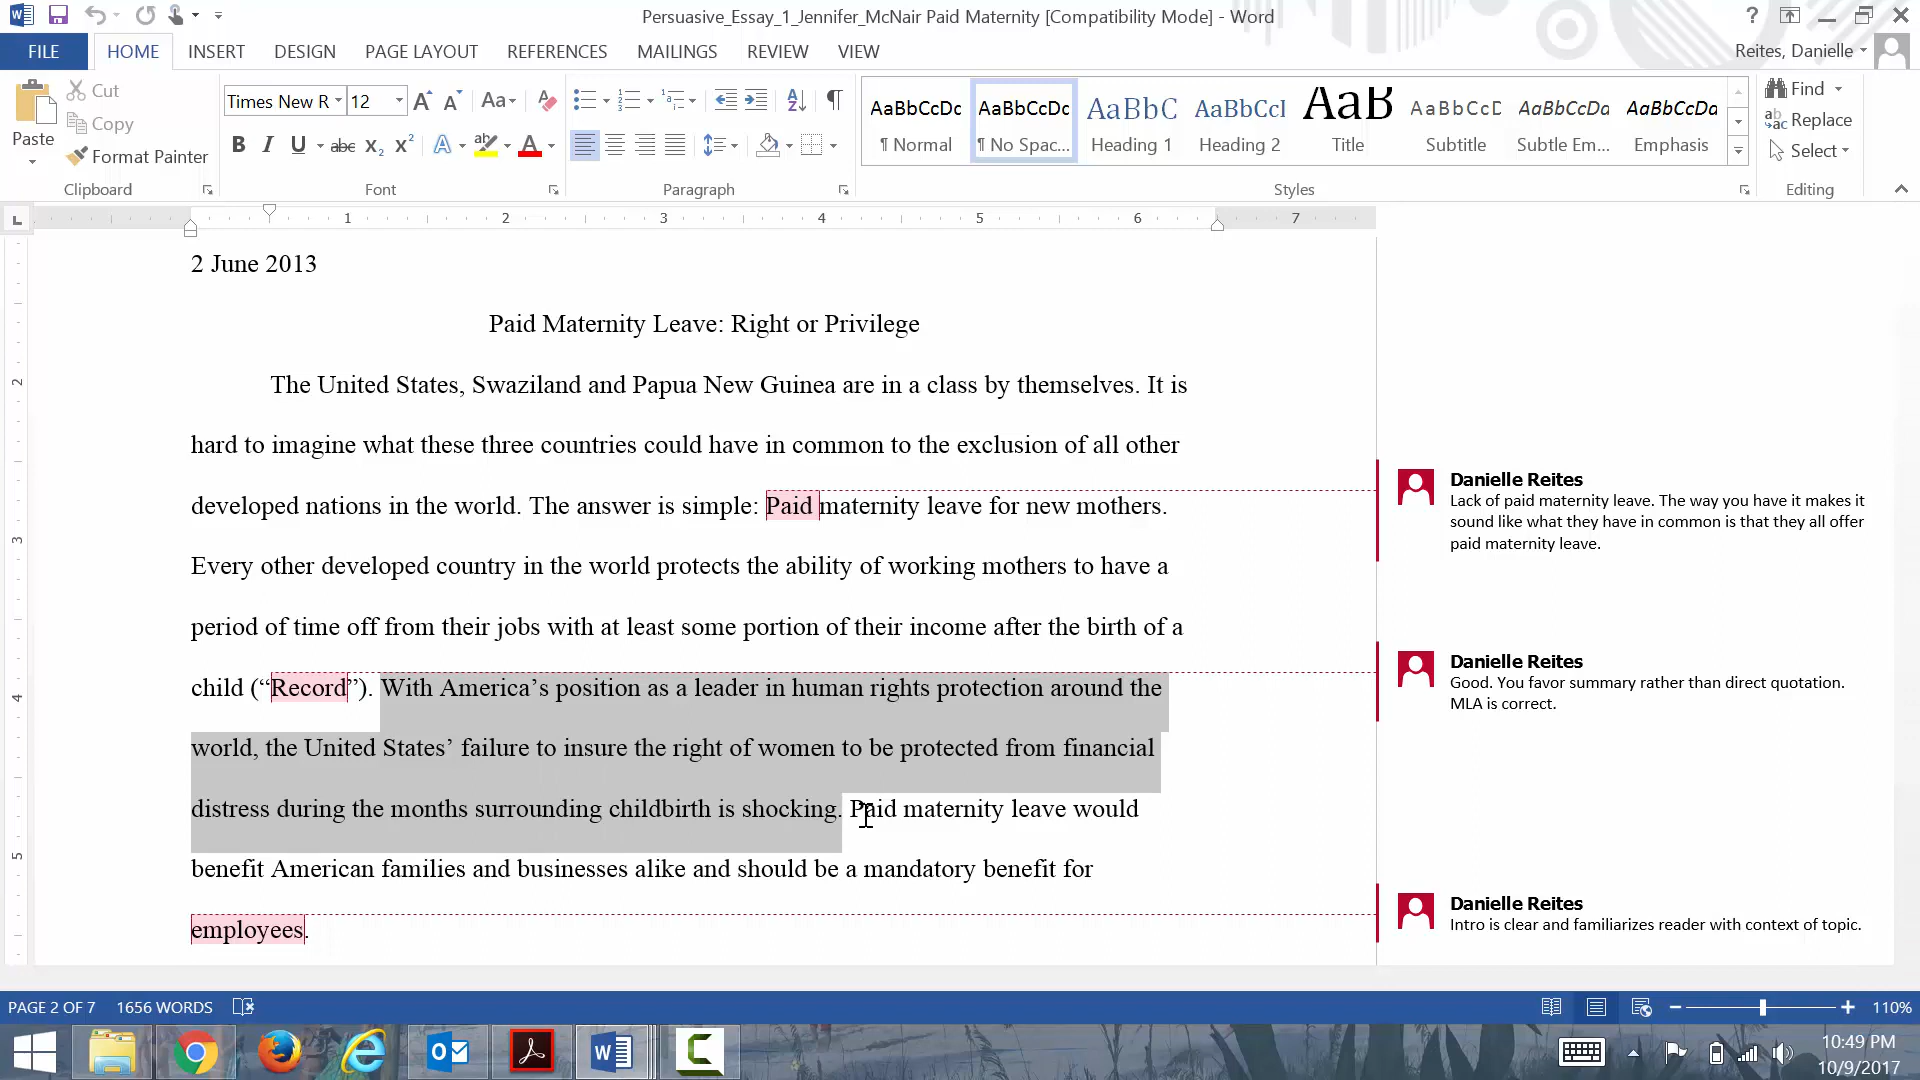 Persuasive_Essay_1_Jennifer_McNair Paid Maternity [Compatibility Mode] - Word
?
FILE HOME INSERT DESIGN PAGE LAYOUT REFERENCES MAILINGS REVIEW VIEW
Reites, Danielle
Paste
Cut
Copy
Format Painter
Clipboard
Times New R 12
Font
Paragraph
AaBbCcDc AaBbCcDc AaBbC AaBbCcI AaB AaBbCcD AaBbCcDa AaBbCcDa
¶ Normal ¶ No Spac... Heading 1 Heading 2 Title Subtitle Subtle Em... Emphasis
Styles
Find
Replace
Select
Editing
1 2 3 4 5 6 7
2 June 2013
Paid Maternity Leave: Right or Privilege
The United States, Swaziland and Papua New Guinea are in a class by themselves. It is
hard to imagine what these three countries could have in common to the exclusion of all other
developed nations in the world. The answer is simple: Paid maternity leave for new mothers.
Every other developed country in the world protects the ability of working mothers to have a
period of time off from their jobs with at least some portion of their income after the birth of a
child (“Record”). With America’s position as a leader in human rights protection around the
world, the United States’ failure to insure the right of women to be protected from financial
distress during the months surrounding childbirth is shocking. Paid maternity leave would
benefit American families and businesses alike and should be a mandatory benefit for
employees.
2
3
4
5
Danielle Reites
Lack of paid maternity leave. The way you have it makes it
sound like what they have in common is that they all offer
paid maternity leave.
Danielle Reites
Good. You favor summary rather than direct quotation.
MLA is correct.
Danielle Reites
Intro is clear and familiarizes reader with context of topic.
PAGE 2 OF 7 1656 WORDS
110%
10:49 PM
10/9/2017